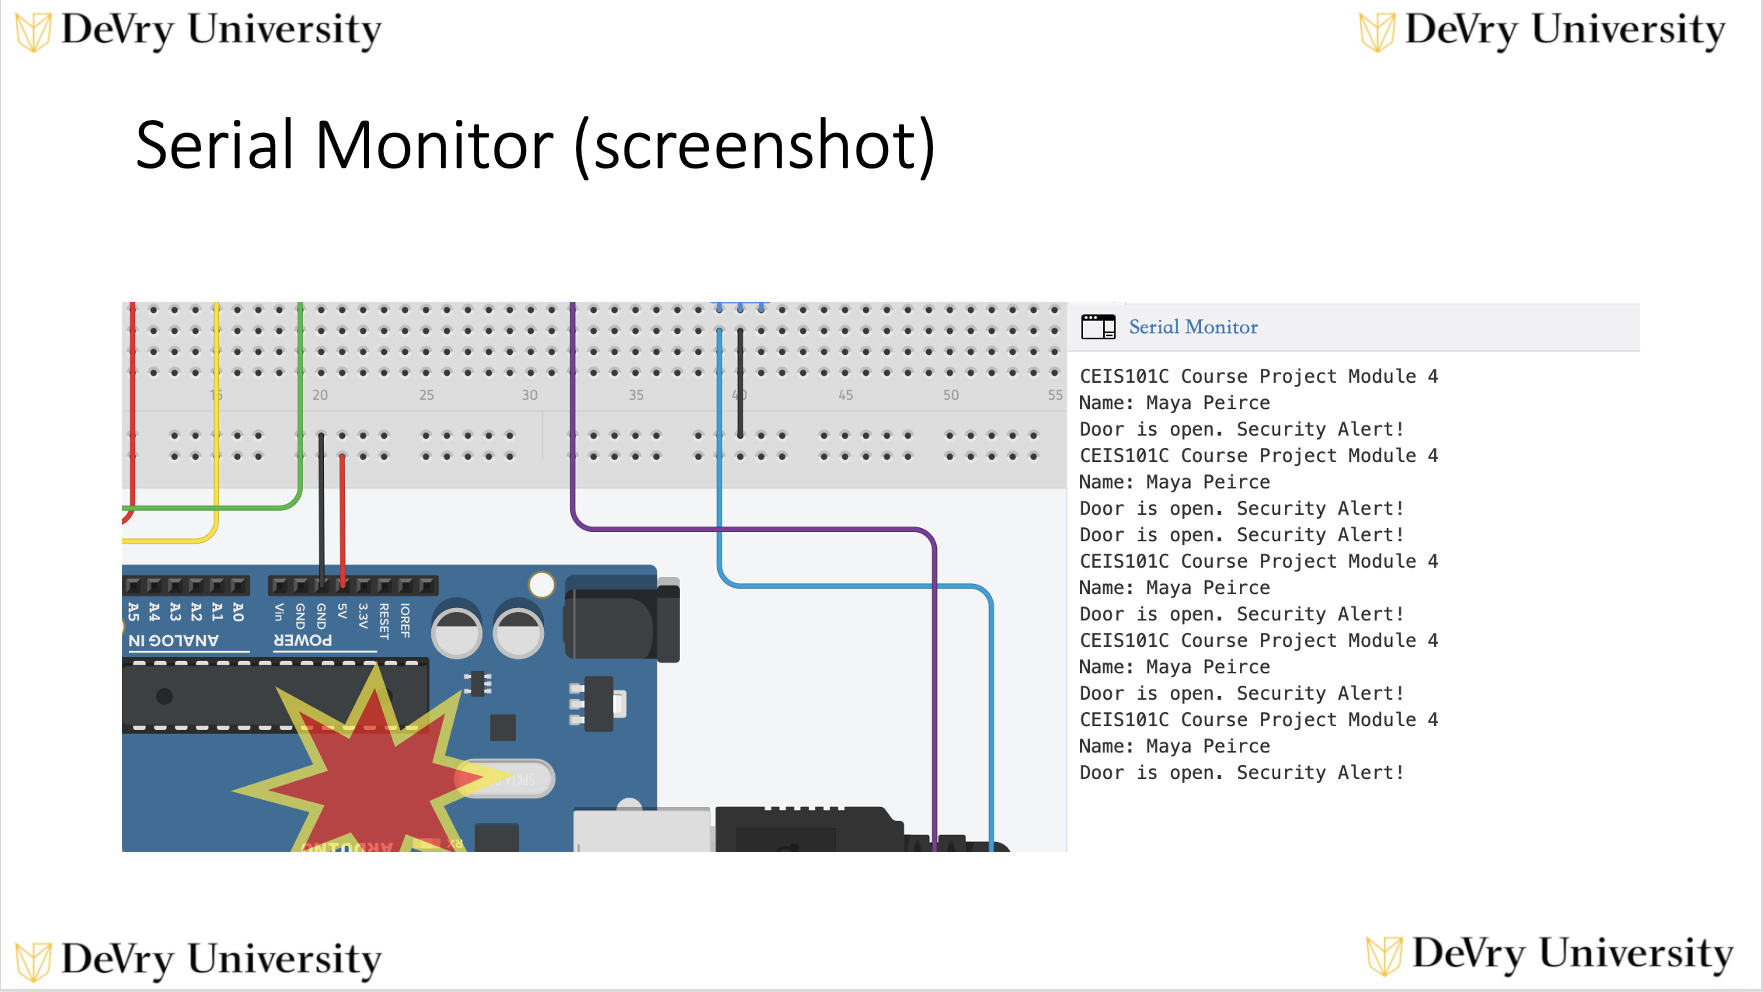 DeVry University
DeVry University
Serial Monitor (screenshot)
Serial Monitor
CEIS101C Course Project Module 4
Name: Maya Peirce
Door is open. Security Alert!
CEIS101C Course Project Module 4
Name: Maya Peirce
Door is open. Security Alert!
Door is open. Security Alert!
CEIS101C Course Project Module 4
Name: Maya Peirce
Door is open. Security Alert!
CEIS101C Course Project Module 4
Name: Maya Peirce
Door is open. Security Alert!
CEIS101C Course Project Module 4
Name: Maya Peirce
Door is open. Security Alert!
15 20 25 30 35 40 45 50 55
A5 A4 A3 A2 A1 A0
ANALOG IN
Vin GND GND 5V 3.3V RESET IOREF
POWER
ARDUINO
RX
DeVry University
DeVry University